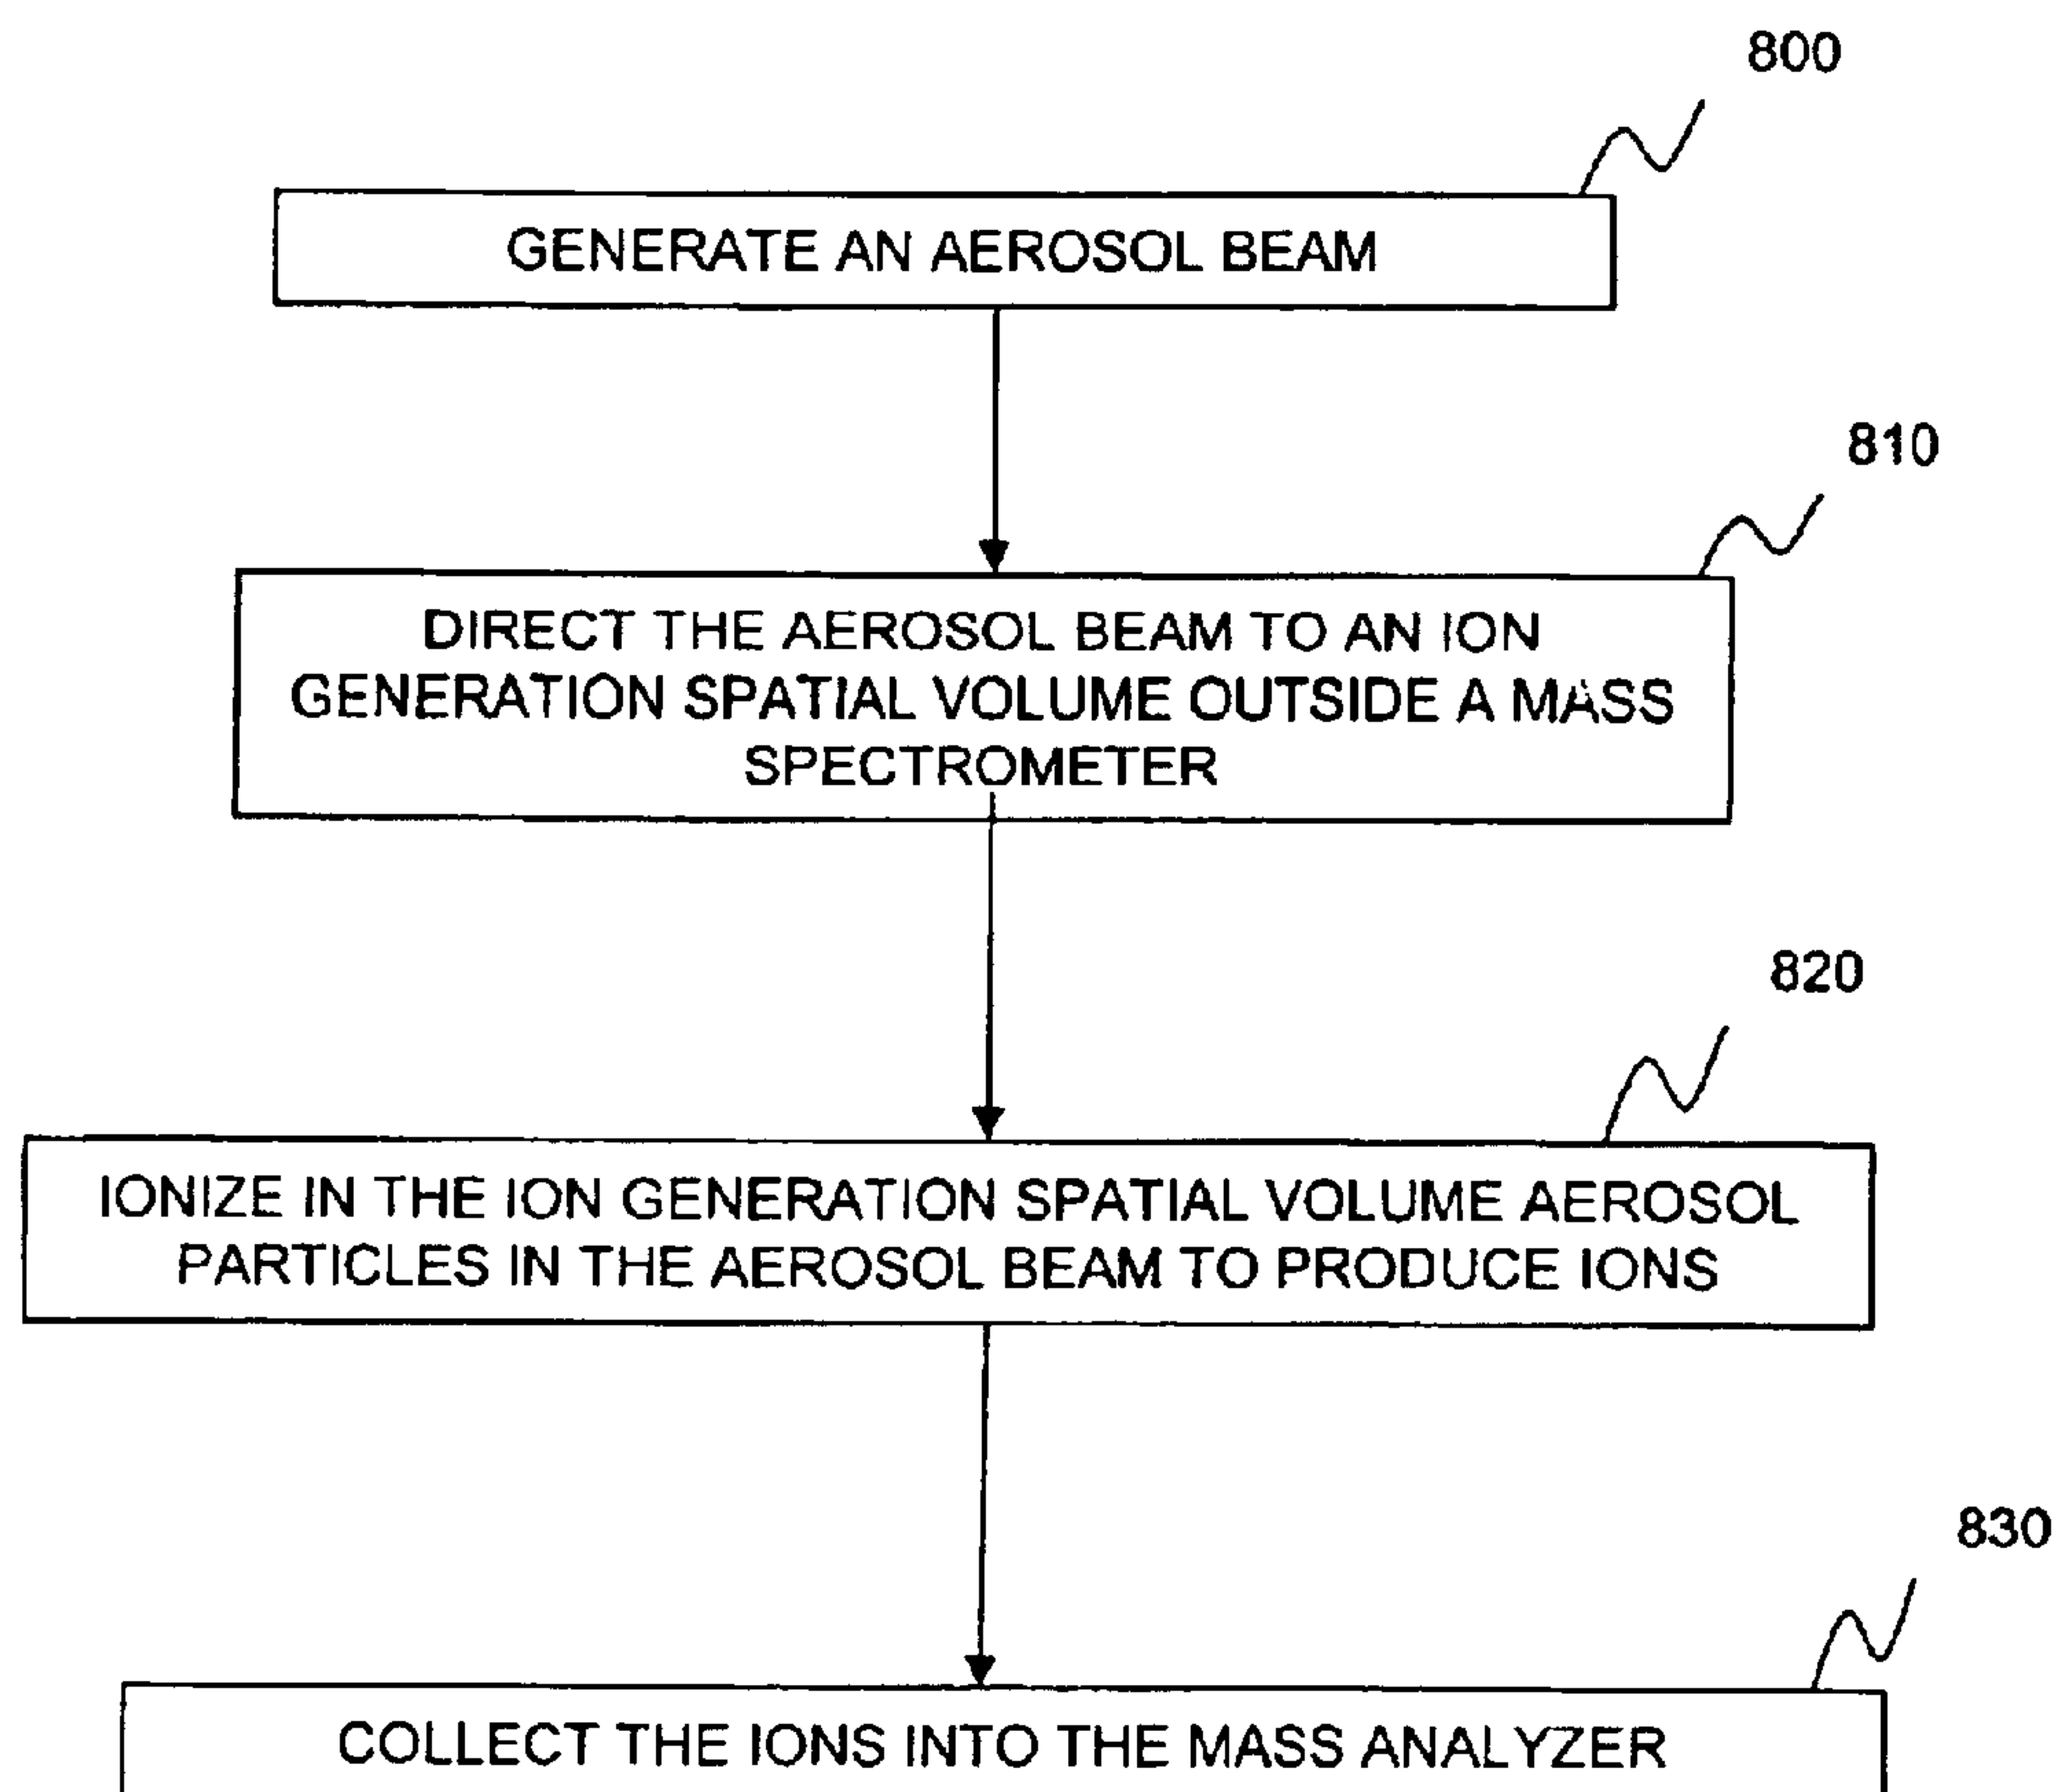 800
GENERATE AN AEROSOL BEAM
810
DIRECT THE AEROSOL BEAM TO AN ION
GENERATION SPATIAL VOLUME OUTSIDE A MASS
SPECTROMETER
820
IONIZE IN THE ION GENERATION SPATIAL VOLUME AEROSOL
PARTICLES IN THE AEROSOL BEAM TO PRODUCE IONS
830
COLLECT THE IONS INTO THE MASS ANALYZER